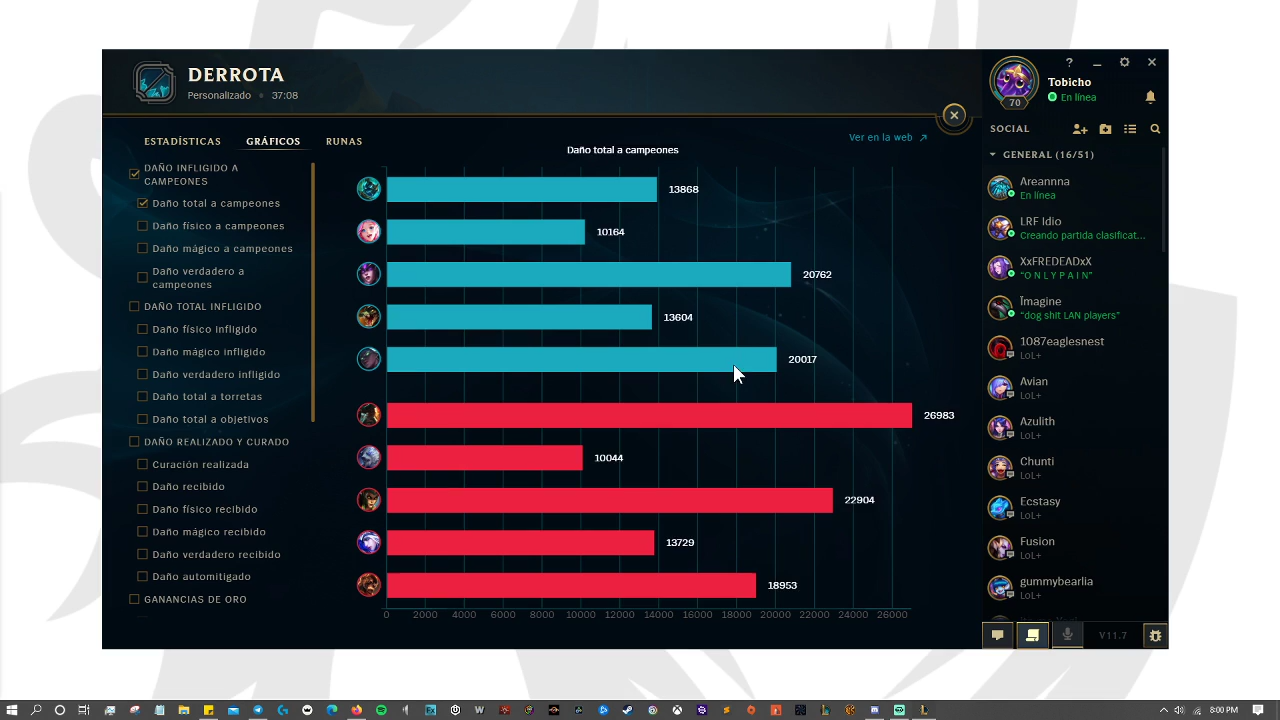 DERROTA
Personalizado • 37:08
ESTADÍSTICAS
GRÁFICOS
RUNAS
Ver en la web
DAÑO INFLIGIDO A
CAMPEONES
Daño total a campeones
Daño físico a campeones
Daño mágico a campeones
Daño verdadero a
campeones
DAÑO TOTAL INFLIGIDO
Daño físico infligido
Daño mágico infligido
Daño verdadero infligido
Daño total a torretas
Daño total a objetivos
DAÑO REALIZADO Y CURADO
Curación realizada
Daño recibido
Daño físico recibido
Daño mágico recibido
Daño verdadero recibido
Daño automitigado
GANANCIAS DE ORO
Daño total a campeones
13868
10164
20762
13604
20017
26983
10044
22904
13729
18953
0 2000 4000 6000 8000 10000 12000 14000 16000 18000 20000 22000 24000 26000
?
Tobicho
En línea
70
SOCIAL
GENERAL (16/51)
Areannna
En línea
LRF Idio
Creando partida clasificat...
XxFREDEADxX
“O N L Y P A I N”
Îmagine
“dog shit LAN players”
1087eaglesnest
LoL+
Avian
LoL+
Azulith
LoL+
Chunti
LoL+
Ecstasy
LoL+
Fusion
LoL+
gummybearlia
LoL+
V11.7
8:00 PM